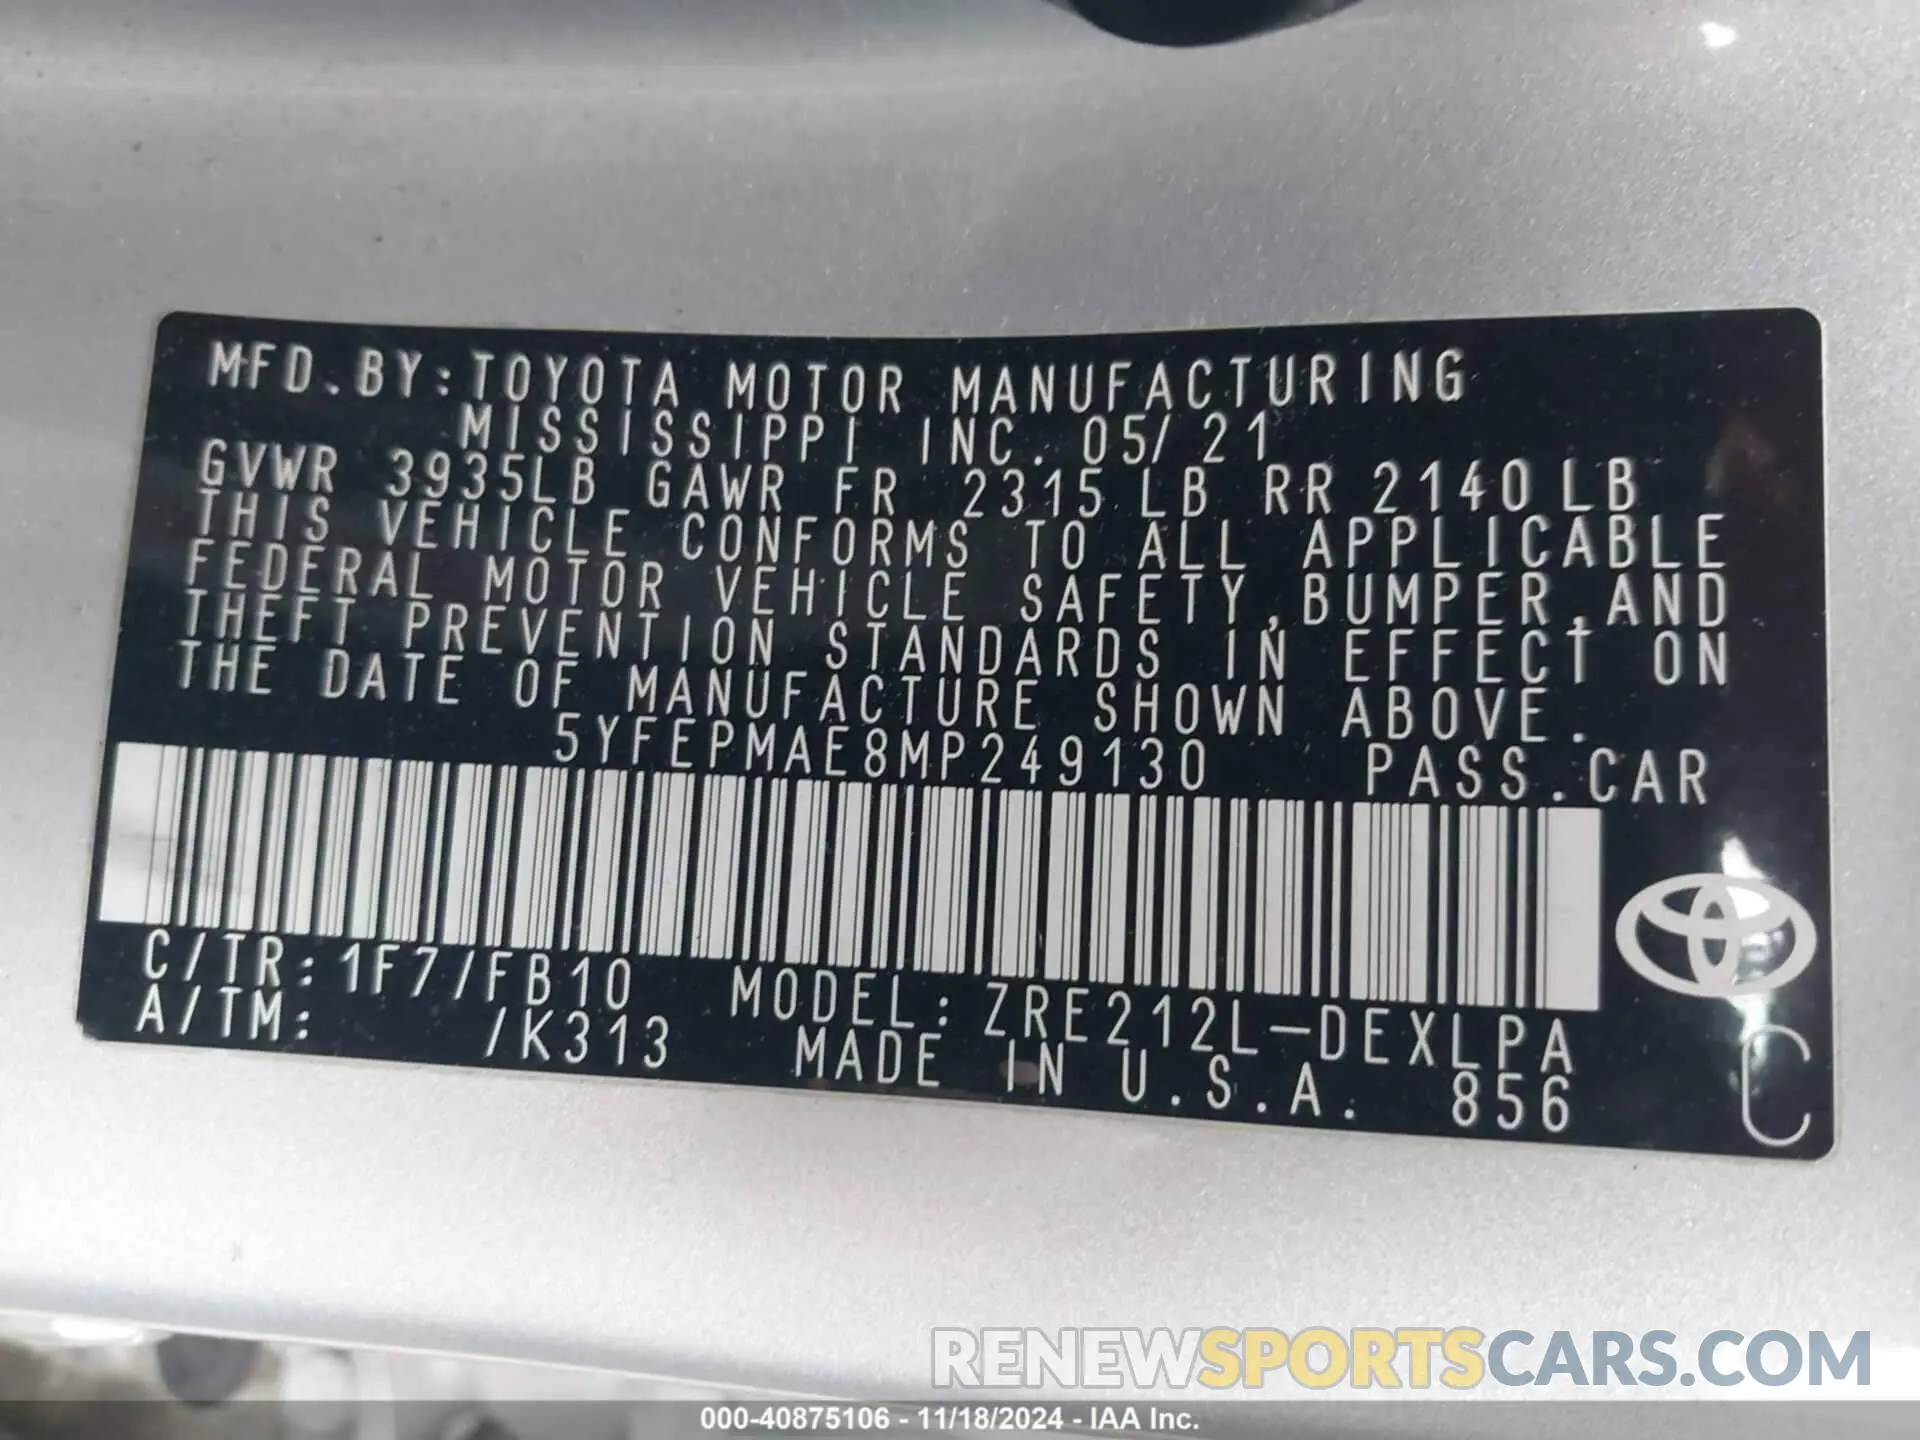 MFD.BY:TOYOTA MOTOR MANUFACTURING
MISSISSIPPI INC. 05/21
GVWR 3935LB GAWR FR 2315LB RR 2140LB
THIS VEHICLE CONFORMS TO ALL APPLICABLE
FEDERAL MOTOR VEHICLE SAFETY,BUMPER,AND
THEFT PREVENTION STANDARDS IN EFFECT ON
THE DATE OF MANUFACTURE SHOWN ABOVE.
5YFEPMAE8MP249130 PASS.CAR
C/TR:1F7/FB10 MODEL:ZRE212L-DEXLPA
A/TM: /K313 MADE IN U.S.A. 856
C
RENEWSPORTSCARS.COM
000-40875106 - 11/18/2024 - IAA Inc.